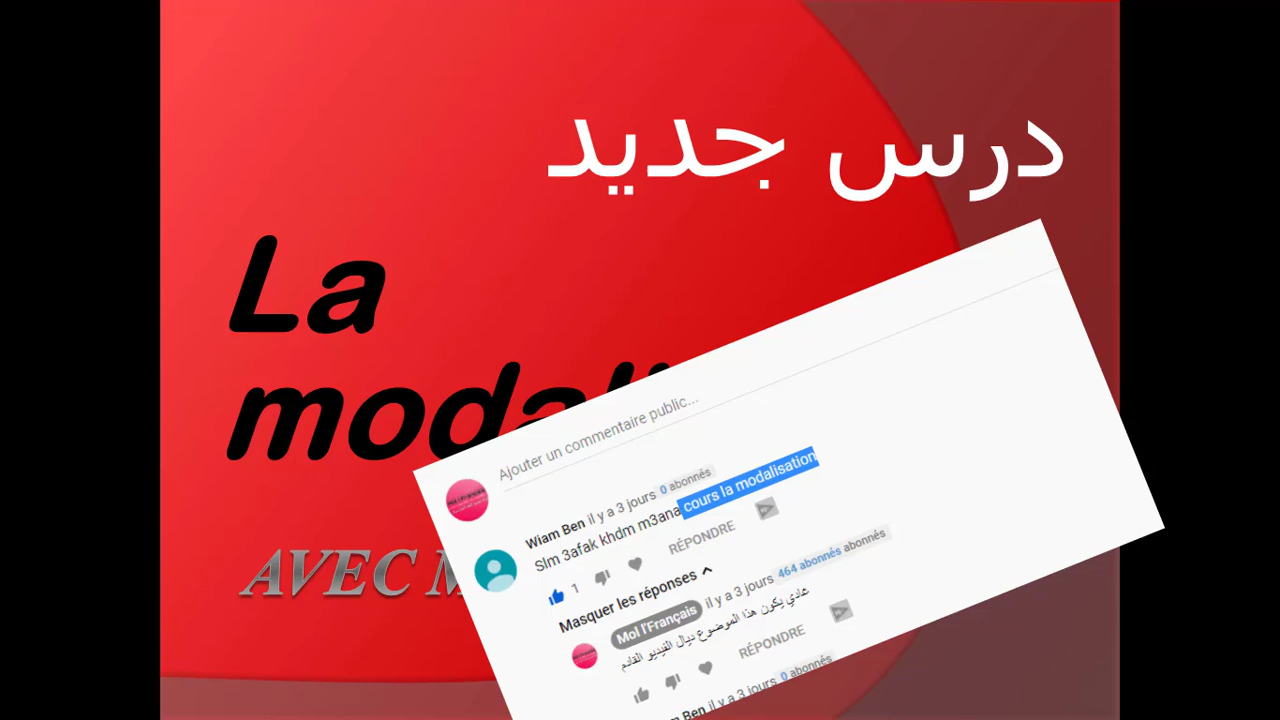 درس جديد
La
modali
AVEC M
Ajouter un commentaire public...
Wiam Ben il y a 3 jours 0 abonnés
Slm 3afak khdm m3ana cours la modalisation
1 RÉPONDRE
Masquer les réponses
Mol l'Français il y a 3 jours 464 abonnés abonnés
عادي يكون هذا الموضوع ديال الفيديو القادم
RÉPONDRE
Ben il y a 3 jours 0 abonnés